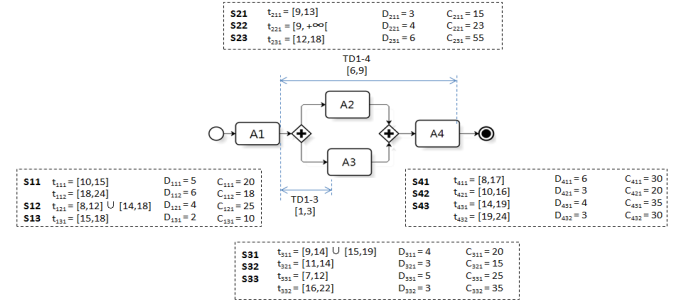 S21 t211 = [9,13] D211 = 3 C211 = 15
S22 t221 = [9, +∞[ D221 = 4 C221 = 23
S23 t231 = [12,18] D231 = 6 C231 = 55
TD1-4
[6,9]
A2
A1
A4
A3
TD1-3
[1,3]
S11 t111 = [10,15] D111 = 5 C111 = 20
t112 = [18,24] D112 = 6 C112 = 18
S12 t121 = [8,12] ∪ [14,18] D121 = 4 C121 = 25
S13 t131 = [15,18] D131 = 2 C131 = 10
S41 t411 = [8,17] D411 = 6 C411 = 30
S42 t421 = [10,16] D421 = 3 C421 = 20
S43 t431 = [14,19] D431 = 4 C431 = 35
t432 = [19,24] D432 = 3 C432 = 30
S31 t311 = [9,14] ∪ [15,19] D311 = 4 C311 = 20
S32 t321 = [11,14] D321 = 3 C321 = 15
S33 t331 = [7,12] D331 = 5 C331 = 25
t332 = [16,22] D332 = 3 C332 = 35